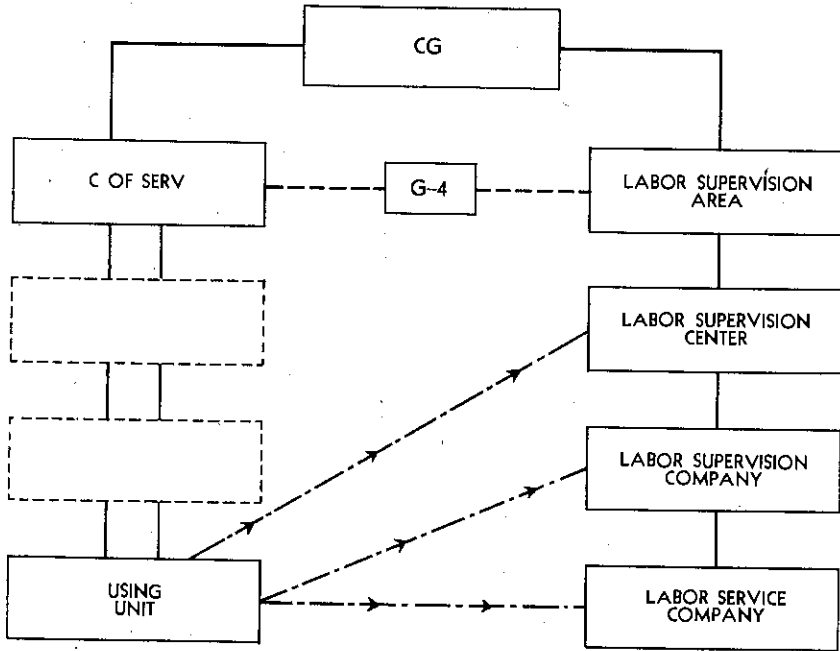 CG
C OF SERV
G-4
LABOR SUPERVISION
AREA
LABOR SUPERVISION
CENTER
LABOR SUPERVISION
COMPANY
USING
UNIT
LABOR SERVICE
COMPANY